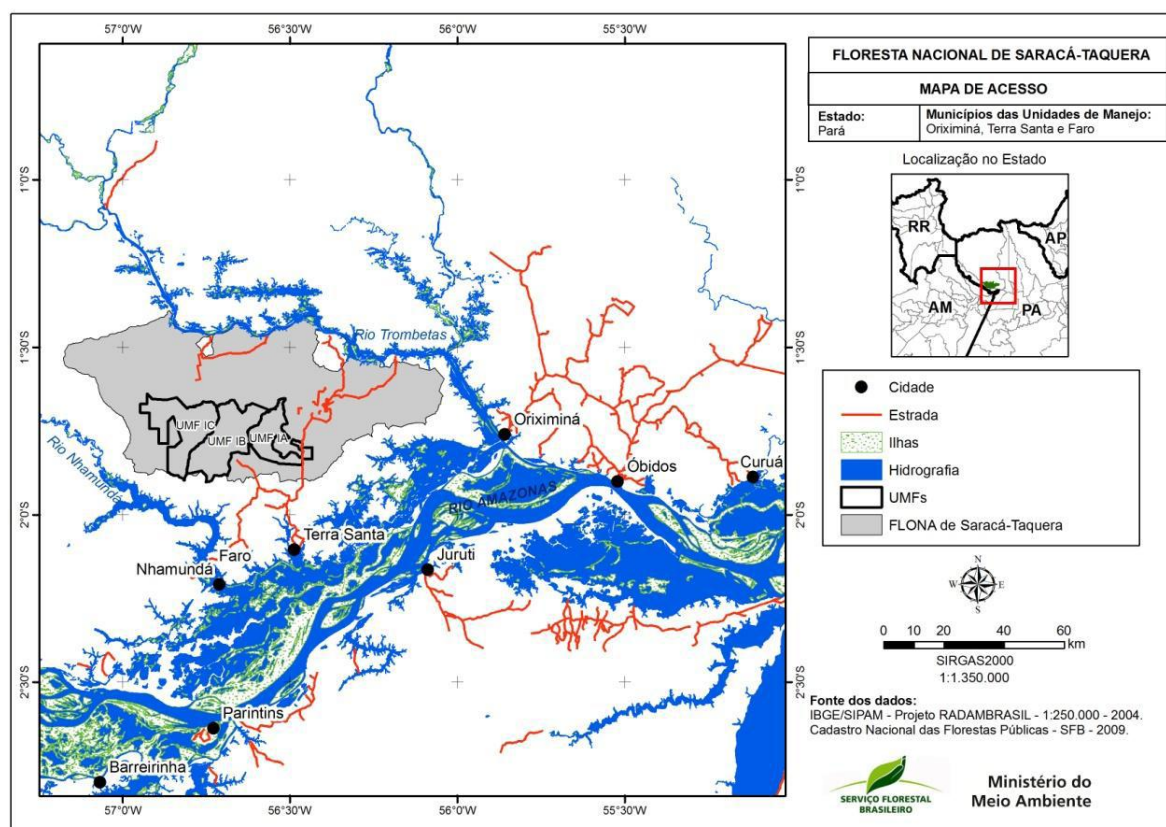 57°0'W
56°30'W
56°0'W
55°30'W
1°0'S
1°30'S
2°0'S
2°30'S
Rio Trombetas
UMF IC
UMF IB
UMF IA
Rio Nhamundá
Oriximiná
Óbidos
Curuá
RIO AMAZONAS
Terra Santa
Faro
Nhamundá
Juruti
Parintins
Barreirinha
1°0'S
1°30'S
2°0'S
2°30'S
57°0'W
56°30'W
56°0'W
55°30'W
FLORESTA NACIONAL DE SARACÁ-TAQUERA
MAPA DE ACESSO
Estado:
Pará
Municípios das Unidades de Manejo:
Oriximiná, Terra Santa e Faro
Localização no Estado
RR
AP
AM
PA
Cidade
Estrada
Ilhas
Hidrografia
UMFs
FLONA de Saracá-Taquera
N
W
E
S
0 10 20 40 60
km
SIRGAS2000
1:1.350.000
Fonte dos dados:
IBGE/SIPAM - Projeto RADAMBRASIL - 1:250.000 - 2004.
Cadastro Nacional das Florestas Públicas - SFB - 2009.
SERVIÇO FLORESTAL
BRASILEIRO
Ministério do
Meio Ambiente